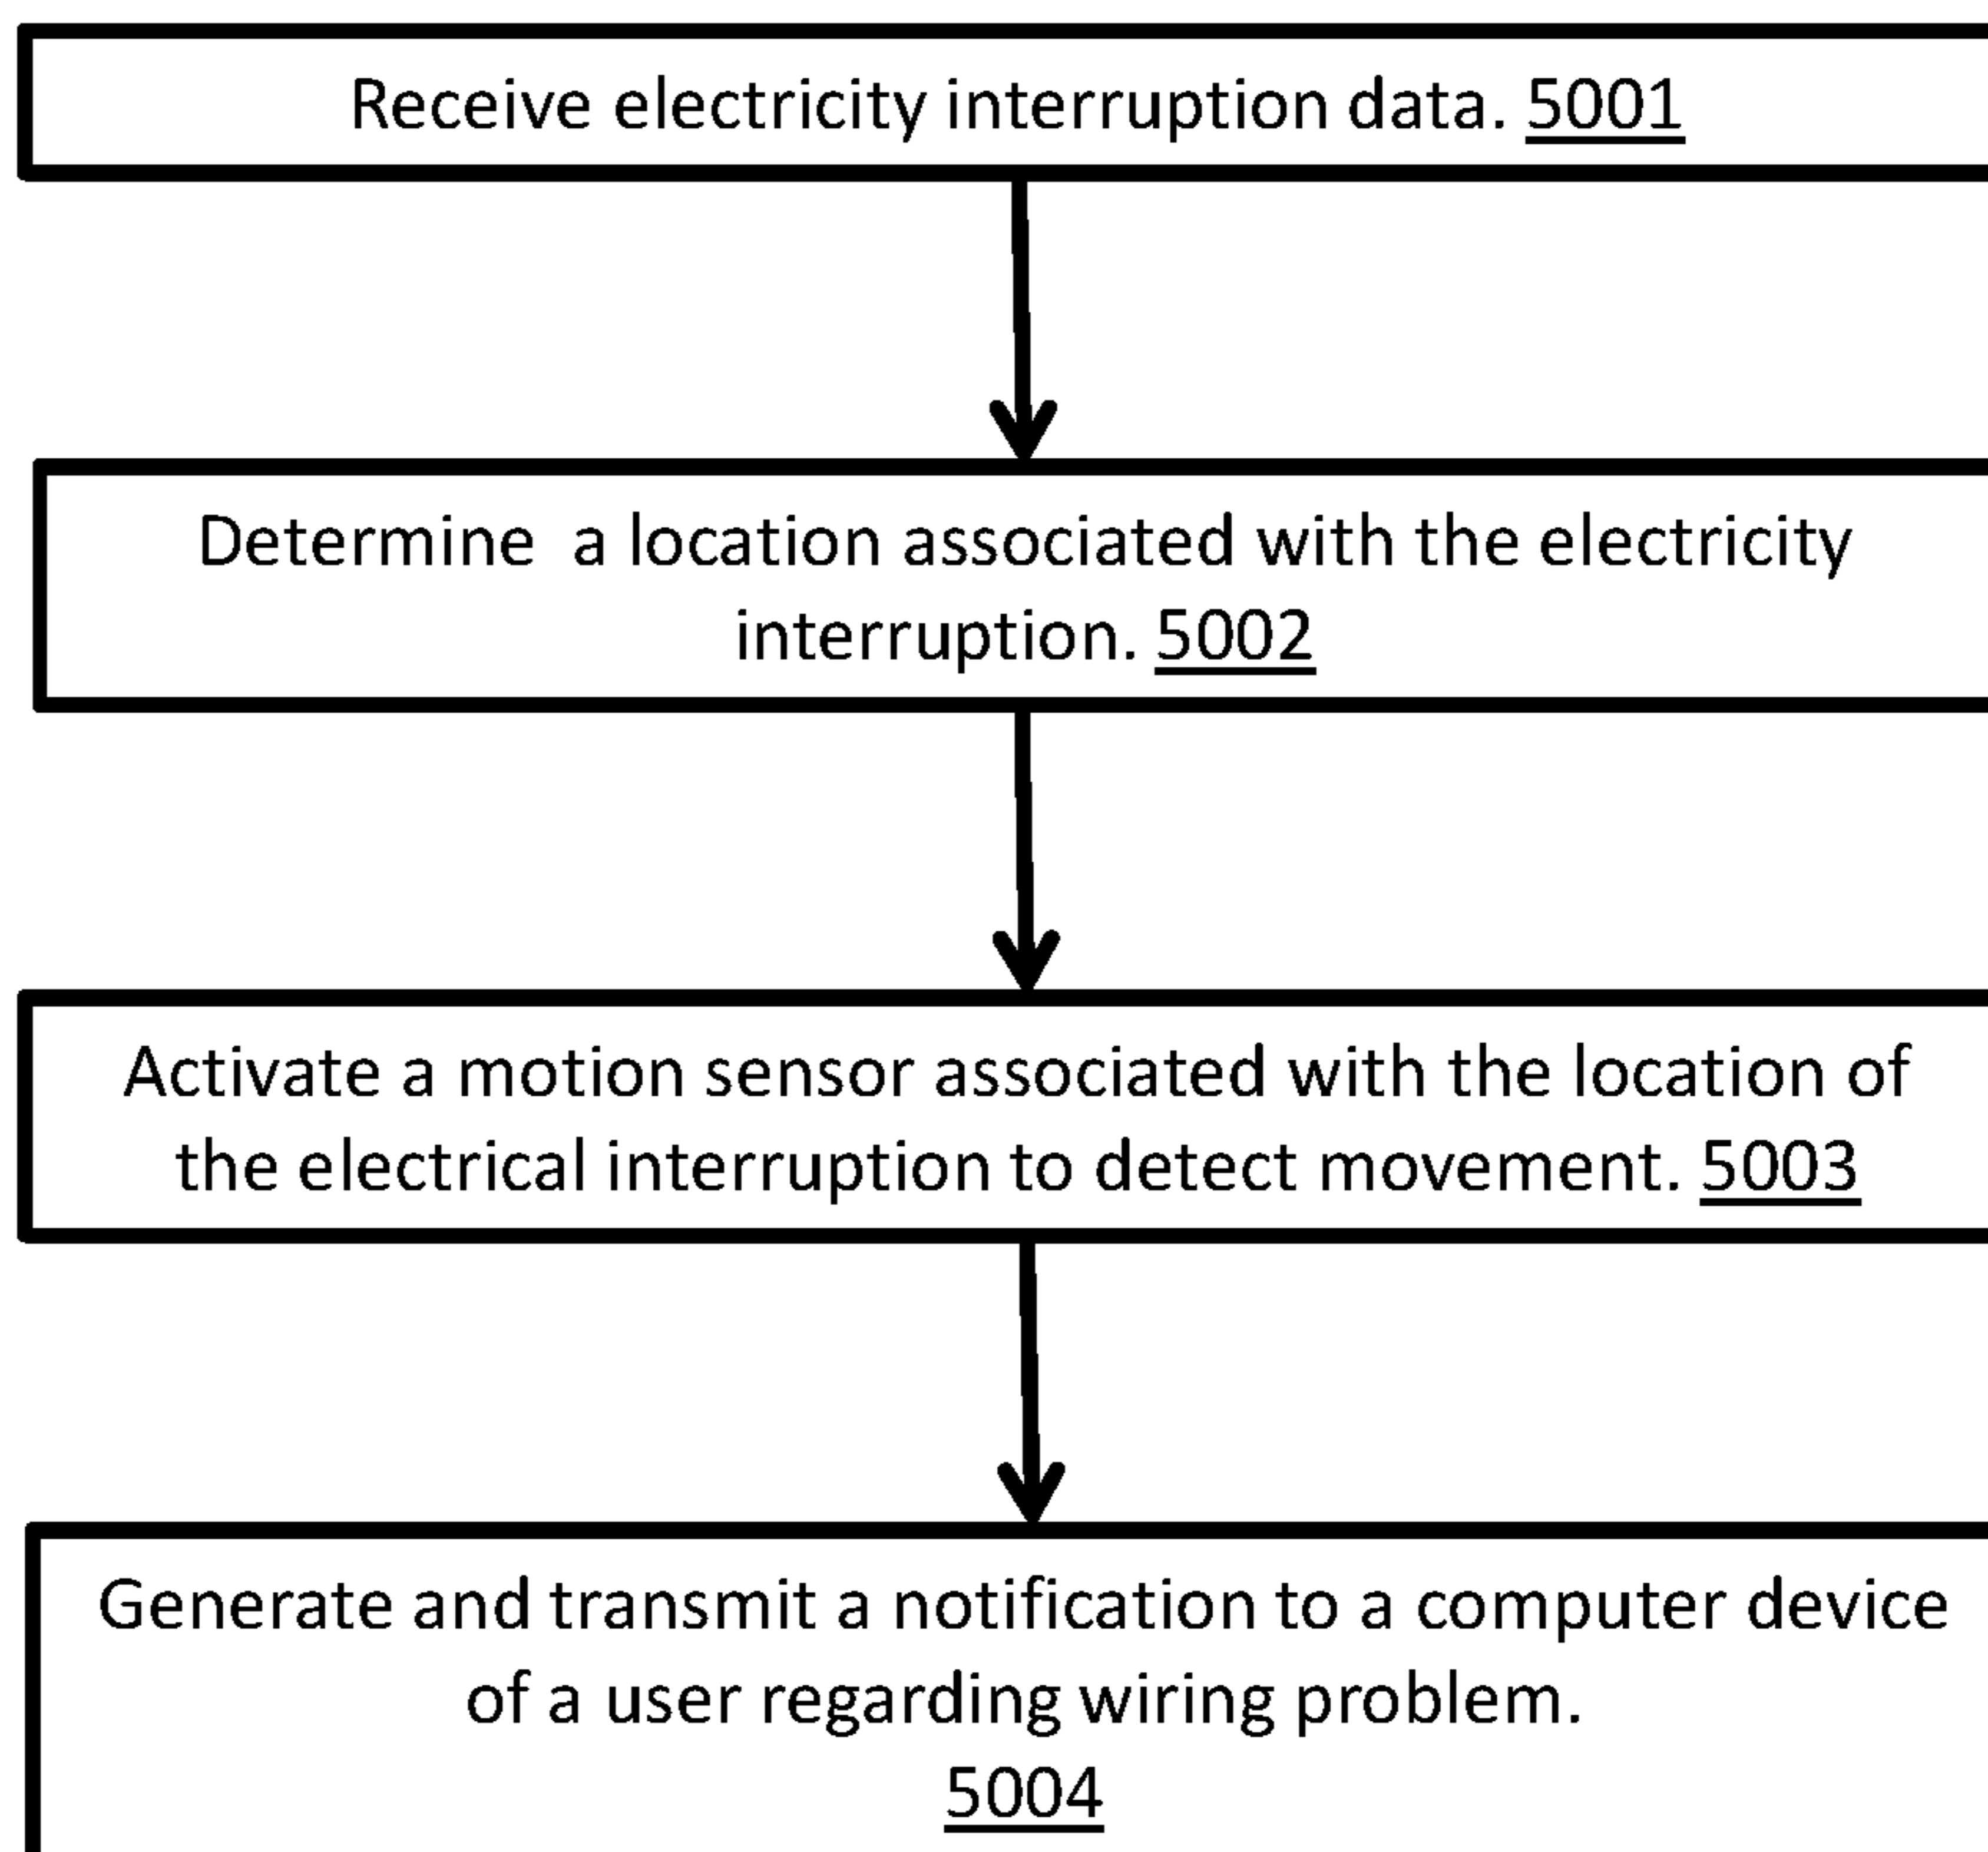 Receive electricity interruption data. 5001
Determine a location associated with the electricity
interruption. 5002
Activate a motion sensor associated with the location of
the electrical interruption to detect movement. 5003
Generate and transmit a notification to a computer device
of a user regarding wiring problem.
5004